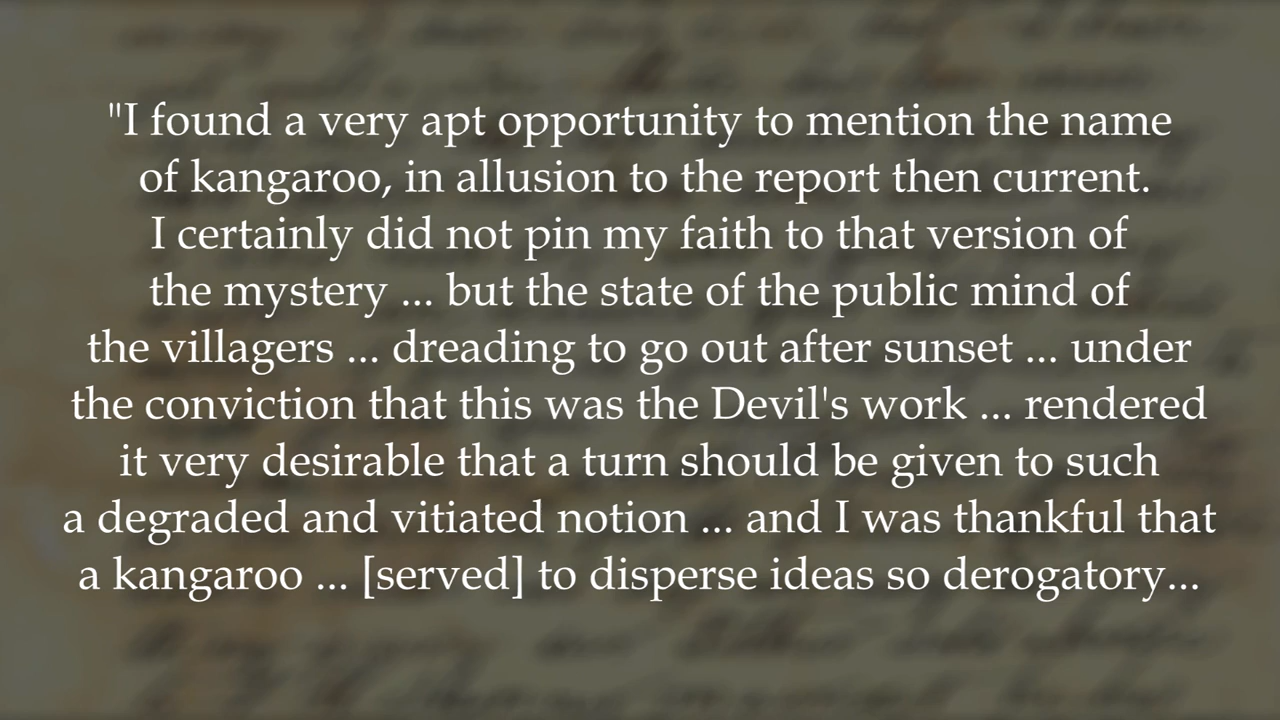 "I found a very apt opportunity to mention the name
of kangaroo, in allusion to the report then current.
I certainly did not pin my faith to that version of
the mystery ... but the state of the public mind of
the villagers ... dreading to go out after sunset ... under
the conviction that this was the Devil's work ... rendered
it very desirable that a turn should be given to such
a degraded and vitiated notion ... and I was thankful that
a kangaroo ... [served] to disperse ideas so derogatory...